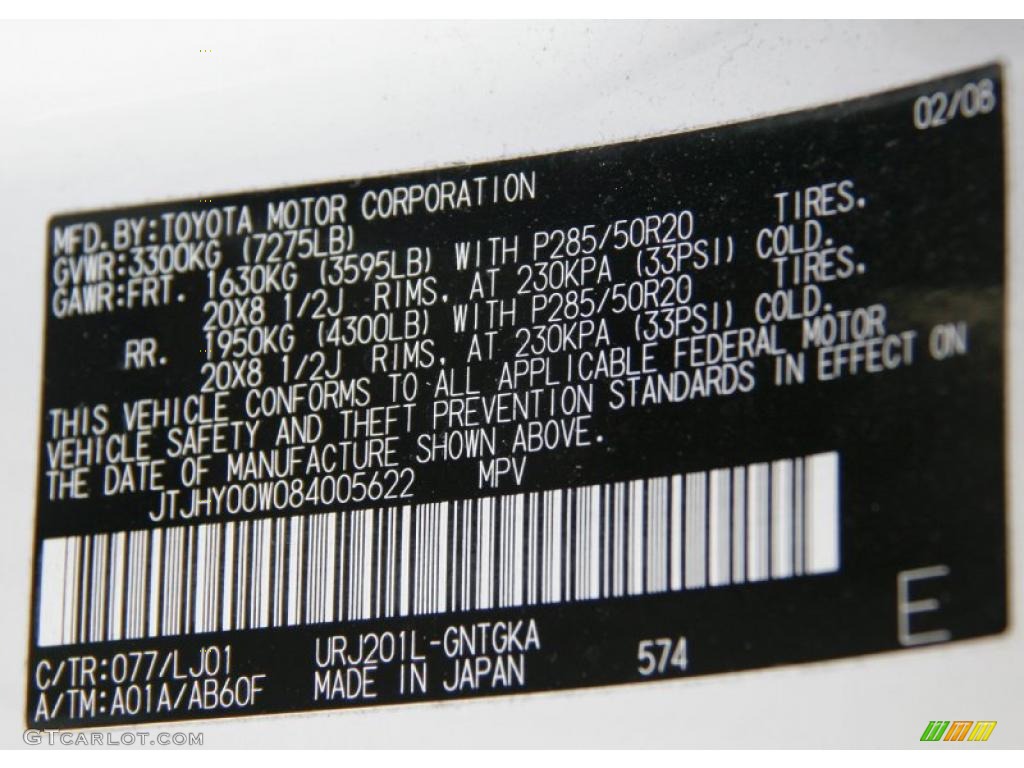 02/08
MFD. BY: TOYOTA MOTOR CORPORATION
GVWR: 3300KG (7275LB)
GAWR: FRT. 1630KG (3595LB) WITH P285/50R20 TIRES.
20X8 1/2J RIMS, AT 230KPA (33PSI) COLD.
RR. 1950KG (4300LB) WITH P285/50R20 TIRES.
20X8 1/2J RIMS, AT 230KPA (33PSI) COLD.
THIS VEHICLE CONFORMS TO ALL APPLICABLE FEDERAL MOTOR
VEHICLE SAFETY AND THEFT PREVENTION STANDARDS IN EFFECT ON
THE DATE OF MANUFACTURE SHOWN ABOVE.
JTJHY00W084005622 MPV
E
C/TR: 077/LJ01 URJ201L-GNTGKA 574
A/TM: A01A/AB60F MADE IN JAPAN
GTCARLOT.COM